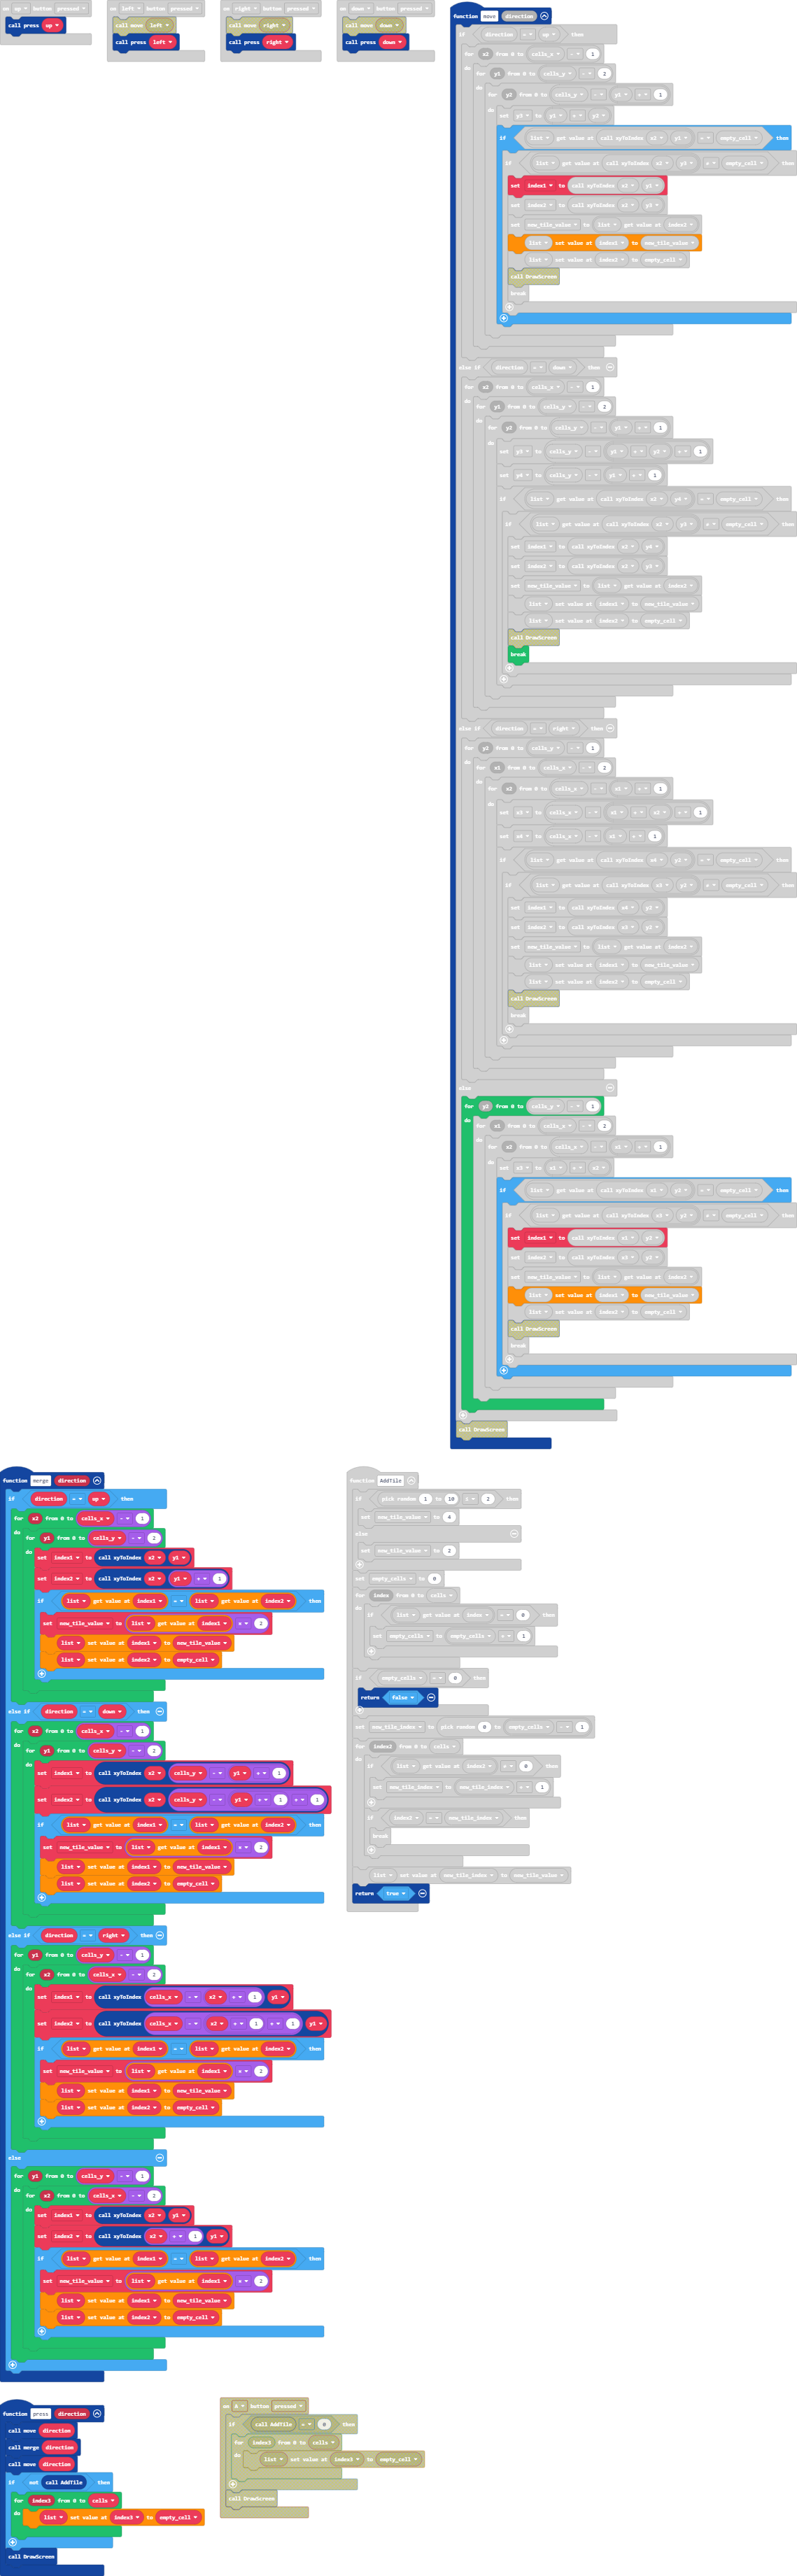 on up button pressed
call press up
on left button pressed
call move left
call press left
on right button pressed
call move right
call press right
on down button pressed
call move down
call press down
function move direction
if direction = up then
for x2 from 0 to cells_x - 1
do for y1 from 0 to cells_y - 2
do for y2 from 0 to cells_y - y1 + 1
do set y3 to y1 + y2
if list get value at call xyToIndex x2 y1 = empty_cell then
if list get value at call xyToIndex x2 y3 ≠ empty_cell then
set index1 to call xyToIndex x2 y1
set index2 to call xyToIndex x2 y3
set new_tile_value to list get value at index2
list set value at index1 to new_tile_value
list set value at index2 to empty_cell
call DrawScreen
break
else if direction = down then
for x2 from 0 to cells_x - 1
do for y1 from 0 to cells_y - 2
do for y2 from 0 to cells_y - y1 + 1
do set y3 to cells_y - y1 + y2 + 1
set y4 to cells_y - y1 + 1
if list get value at call xyToIndex x2 y4 = empty_cell then
if list get value at call xyToIndex x2 y3 ≠ empty_cell then
set index1 to call xyToIndex x2 y4
set index2 to call xyToIndex x2 y3
set new_tile_value to list get value at index2
list set value at index1 to new_tile_value
list set value at index2 to empty_cell
call DrawScreen
break
else if direction = right then
for y2 from 0 to cells_y - 1
do for x1 from 0 to cells_x - 2
do for x2 from 0 to cells_x - x1 + 1
do set x3 to cells_x - x1 + x2 + 1
set x4 to cells_x - x1 + 1
if list get value at call xyToIndex x4 y2 = empty_cell then
if list get value at call xyToIndex x3 y2 ≠ empty_cell then
set index1 to call xyToIndex x4 y2
set index2 to call xyToIndex x3 y2
set new_tile_value to list get value at index2
list set value at index1 to new_tile_value
list set value at index2 to empty_cell
call DrawScreen
break
else
for y2 from 0 to cells_y - 1
do for x1 from 0 to cells_x - 2
do for x2 from 0 to cells_x - x1 + 1
do set x3 to x1 + x2
if list get value at call xyToIndex x1 y2 = empty_cell then
if list get value at call xyToIndex x3 y2 ≠ empty_cell then
set index1 to call xyToIndex x1 y2
set index2 to call xyToIndex x3 y2
set new_tile_value to list get value at index2
list set value at index1 to new_tile_value
list set value at index2 to empty_cell
call DrawScreen
break
call DrawScreen
function merge direction
if direction = up then
for x2 from 0 to cells_x - 1
do for y1 from 0 to cells_y - 2
do set index1 to call xyToIndex x2 y1
set index2 to call xyToIndex x2 y1 + 1
if list get value at index1 = list get value at index2 then
set new_tile_value to list get value at index1 × 2
list set value at index1 to new_tile_value
list set value at index2 to empty_cell
else if direction = down then
for x2 from 0 to cells_x - 1
do for y1 from 0 to cells_y - 2
do set index1 to call xyToIndex x2 cells_y - y1 + 1
set index2 to call xyToIndex x2 cells_y - y1 + 1 + 1
if list get value at index1 = list get value at index2 then
set new_tile_value to list get value at index1 × 2
list set value at index1 to new_tile_value
list set value at index2 to empty_cell
else if direction = right then
for y1 from 0 to cells_y - 1
do for x2 from 0 to cells_x - 2
do set index1 to call xyToIndex cells_x - x2 + 1 y1
set index2 to call xyToIndex cells_x - x2 + 1 + 1 y1
if list get value at index1 = list get value at index2 then
set new_tile_value to list get value at index1 × 2
list set value at index1 to new_tile_value
list set value at index2 to empty_cell
else
for y1 from 0 to cells_y - 1
do for x2 from 0 to cells_x - 2
do set index1 to call xyToIndex x2 y1
set index2 to call xyToIndex x2 + 1 y1
if list get value at index1 = list get value at index2 then
set new_tile_value to list get value at index1 × 2
list set value at index1 to new_tile_value
list set value at index2 to empty_cell
function AddTile
if pick random 1 to 10 ≤ 2 then
set new_tile_value to 4
else
set new_tile_value to 2
set empty_cells to 0
for index from 0 to cells
do if list get value at index = 0 then
set empty_cells to empty_cells + 1
if empty_cells = 0 then
return false
set new_tile_index to pick random 0 to empty_cells - 1
for index2 from 0 to cells
do if list get value at index2 ≠ 0 then
set new_tile_index to new_tile_index + 1
if index2 = new_tile_index then
break
list set value at new_tile_index to new_tile_value
return true
function press direction
call move direction
call merge direction
call move direction
if not call AddTile then
for index3 from 0 to cells
do list set value at index3 to empty_cell
call DrawScreen
on A button pressed
if call AddTile = 0 then
for index3 from 0 to cells
do list set value at index3 to empty_cell
call DrawScreen